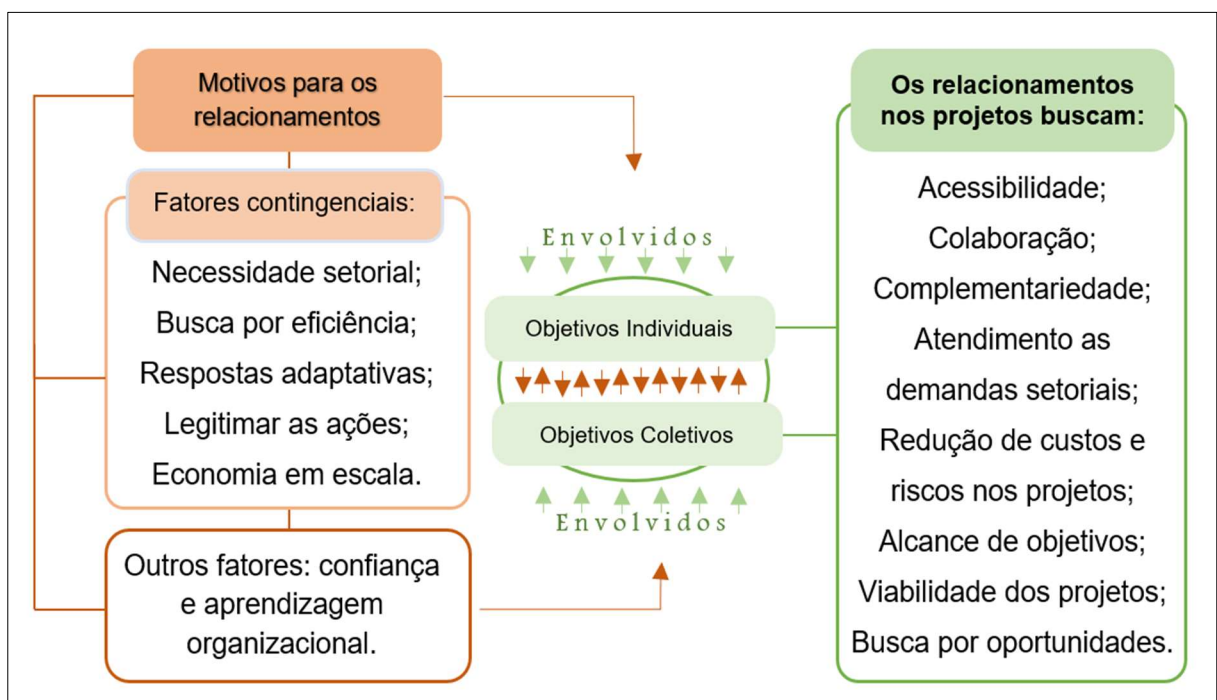 Motivos para os
relacionamentos
Fatores contingenciais:
Necessidade setorial;
Busca por eficiência;
Respostas adaptativas;
Legitimar as ações;
Economia em escala.
Outros fatores: confiança
e aprendizagem
organizacional.
Envolvidos
Objetivos Individuais
Objetivos Coletivos
Envolvidos
Os relacionamentos
nos projetos buscam:
Acessibilidade;
Colaboração;
Complementariedade;
Atendimento as
demandas setoriais;
Redução de custos e
riscos nos projetos;
Alcance de objetivos;
Viabilidade dos projetos;
Busca por oportunidades.